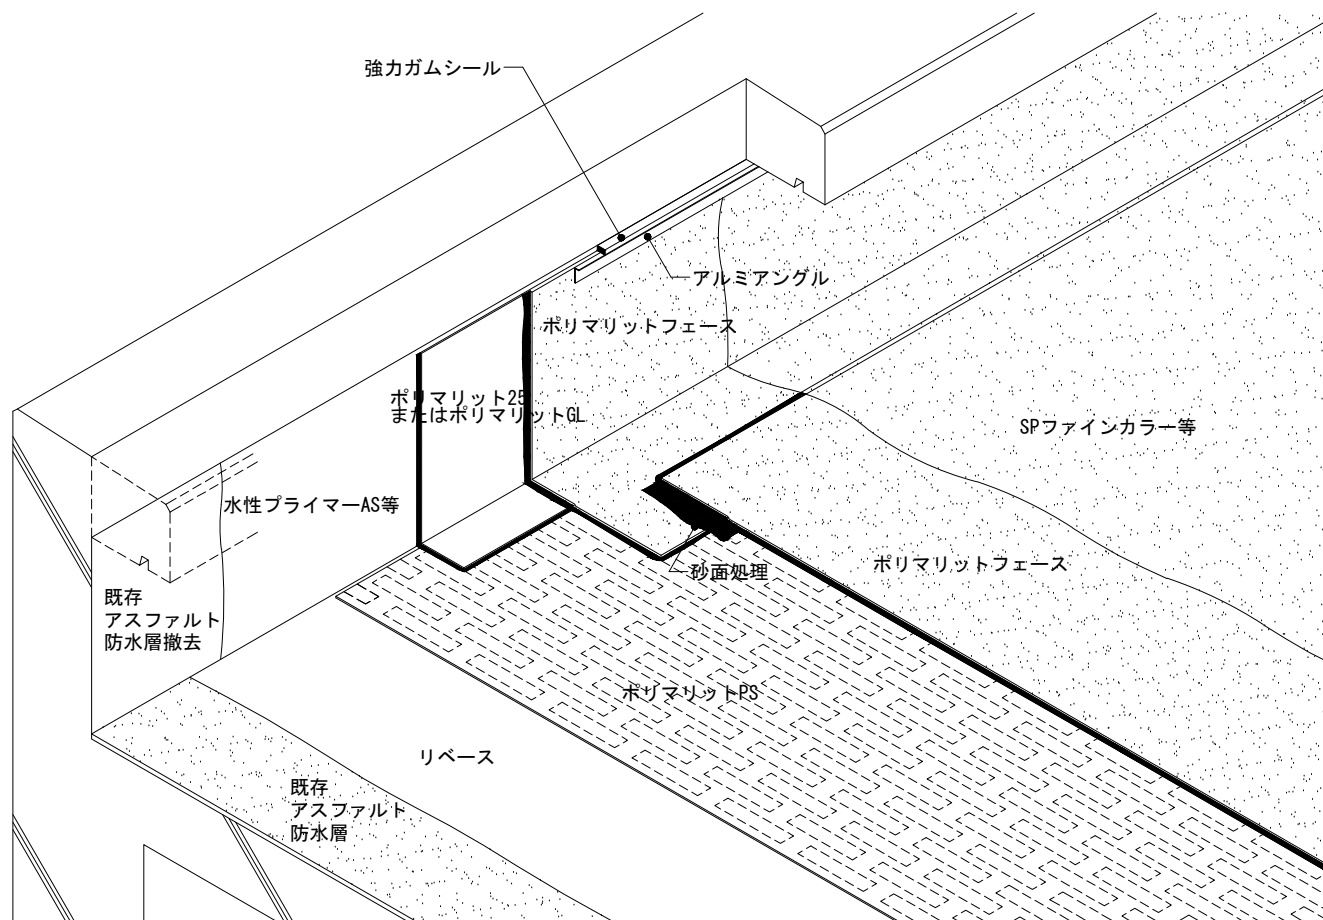 強力ガムシール
アルミアングル
ポリマリットフェース
ポリマリット25
またはポリマリットGL
SPファインカラー等
水性プライマーAS等
ポリマリットフェース
砂面処理
既存
アスファルト
防水層撤去
ポリマリットPS
リベース
既存
アスファルト
防水層